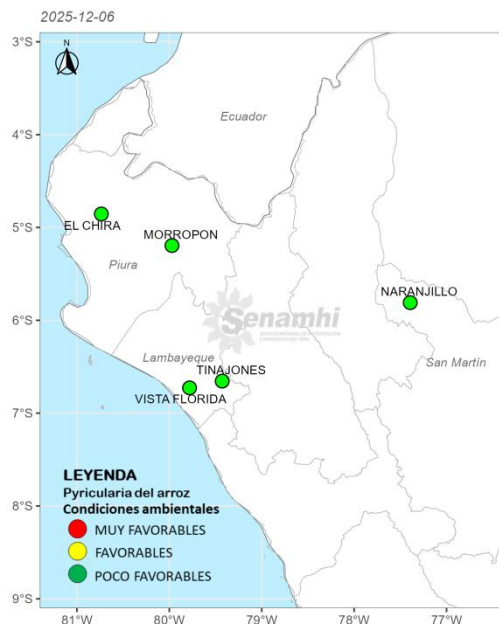 2025-12-06
3°S
N
Ecuador
4°S
EL CHIRA
5°S
MORROPON
Piura
NARANJILLO
6°S
Senamhi
Lambayeque
TINAJONES
San Martín
VISTA FLORIDA
7°S
LEYENDA
Pyricularia del arroz
Condiciones ambientales
8°S
MUY FAVORABLES
FAVORABLES
POCO FAVORABLES
9°S
81°W 80°W 79°W 78°W 77°W